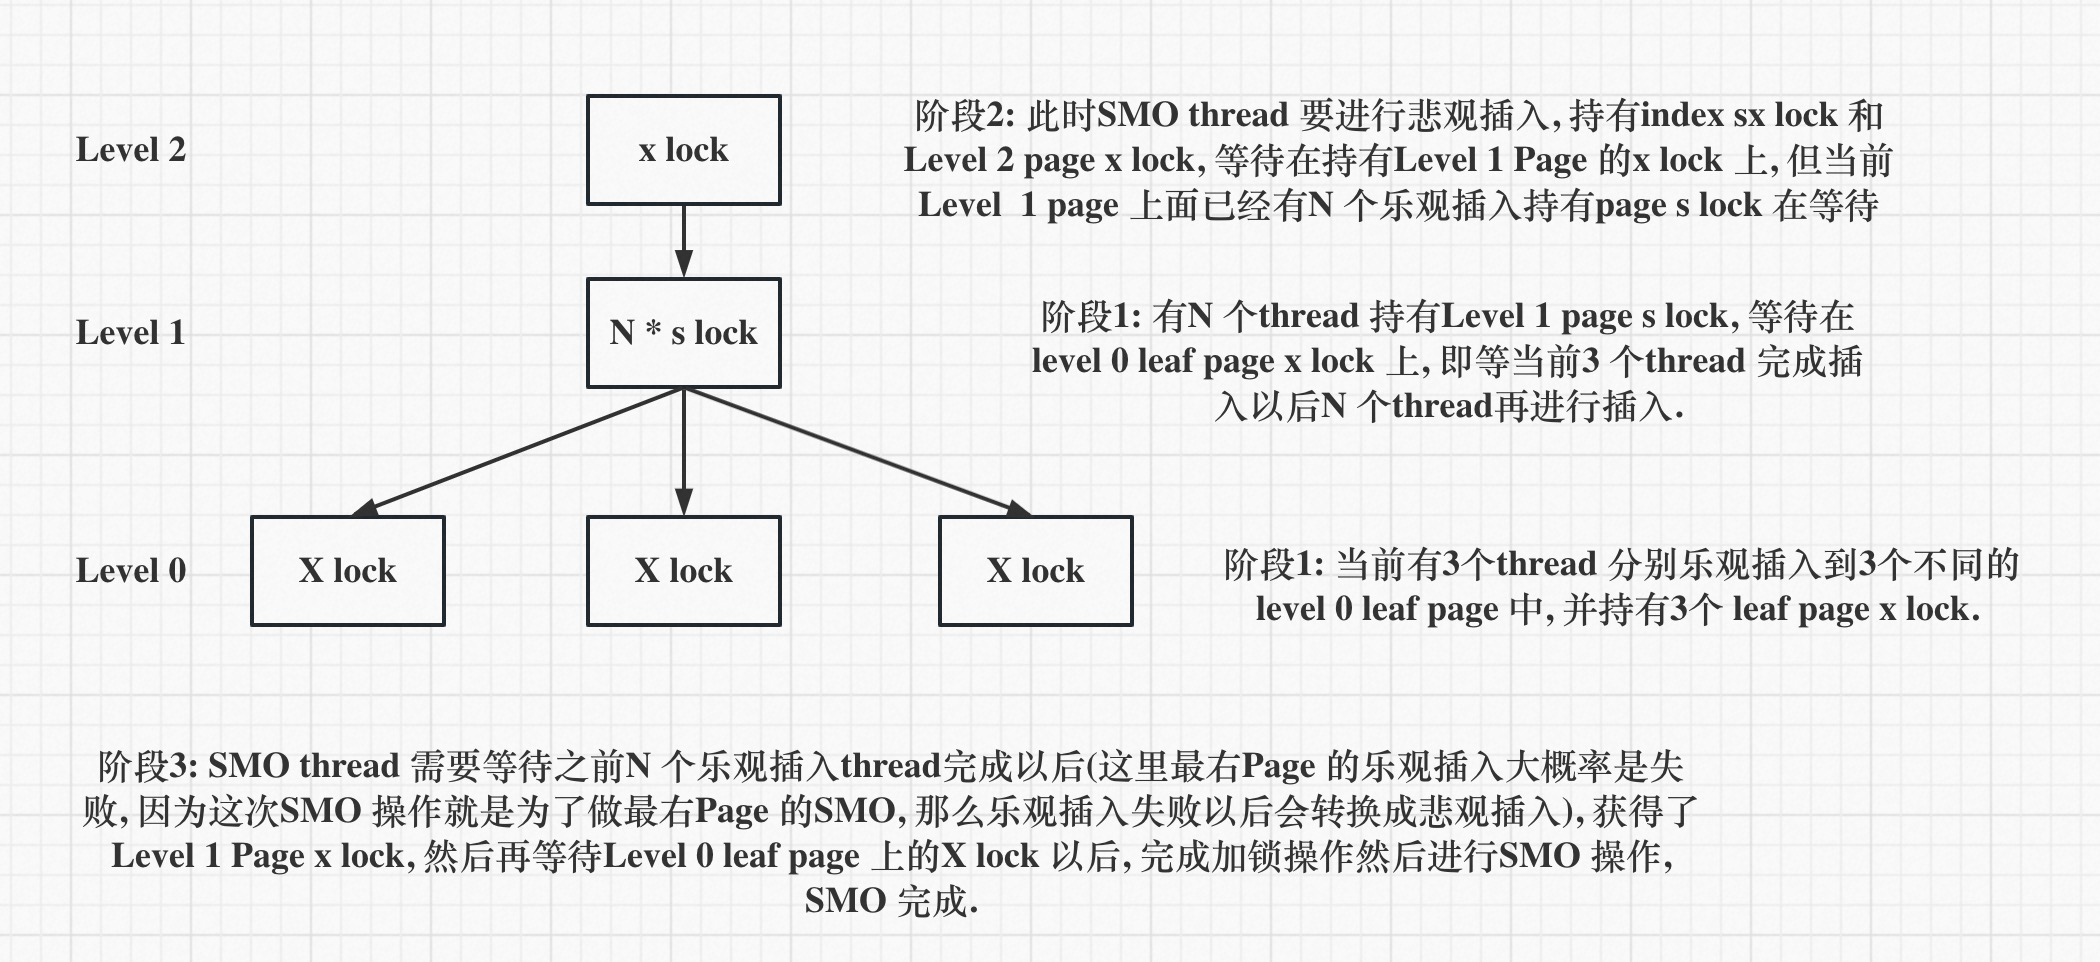 Level 2
x lock
阶段2: 此时SMO thread 要进行悲观插入, 持有index sx lock 和
Level 2 page x lock, 等待在持有Level 1 Page 的x lock 上, 但当前
Level  1 page 上面已经有N 个乐观插入持有page s lock 在等待
Level 1
N * s lock
阶段1: 有N 个thread 持有Level 1 page s lock, 等待在
level 0 leaf page x lock 上, 即等当前3 个thread 完成插
入以后N 个thread再进行插入.
Level 0
X lock
X lock
X lock
阶段1: 当前有3个thread 分别乐观插入到3个不同的
level 0 leaf page 中, 并持有3个 leaf page x lock.
阶段3: SMO thread 需要等待之前N 个乐观插入thread完成以后(这里最右Page 的乐观插入大概率是失
败, 因为这次SMO 操作就是为了做最右Page 的SMO, 那么乐观插入失败以后会转换成悲观插入), 获得了
Level 1 Page x lock, 然后再等待Level 0 leaf page 上的X lock 以后, 完成加锁操作然后进行SMO 操作,
SMO 完成.